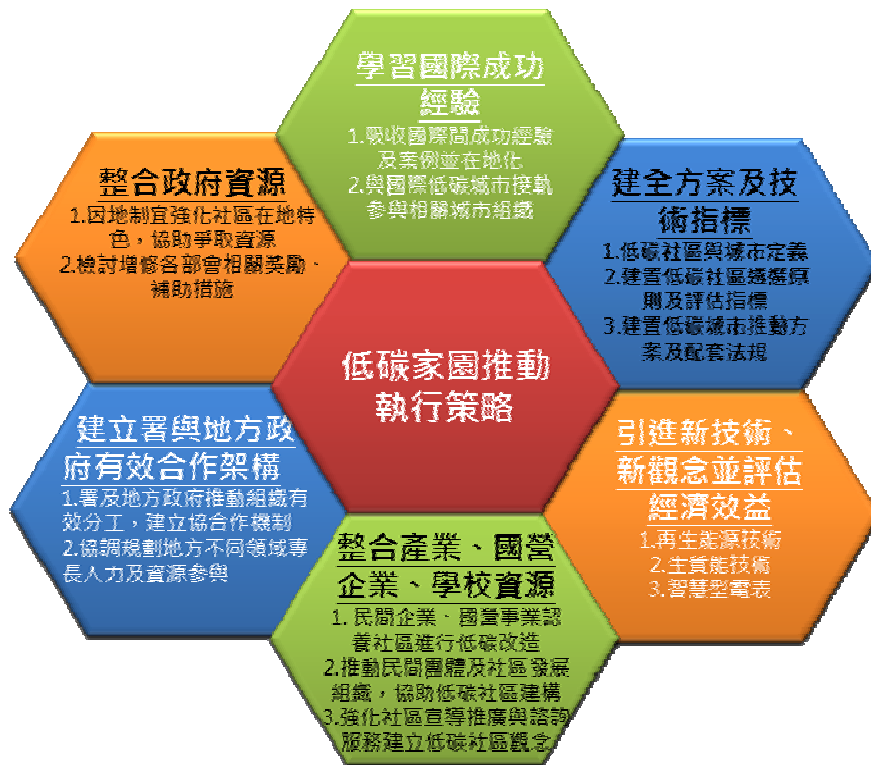 學習國際成功
經驗
1.吸收國際間成功經驗
及案例並在地化
2.與國際低碳城市接軌
參與相關城市組織
整合政府資源
1.因地制宜強化社區在地特
色，協助爭取資源
2.檢討增修各部會相關獎勵、
補助措施
建全方案及技
術指標
1.低碳社區與城市定義
2.建置低碳社區遴選原
則及評估指標
3.建置低碳城市推動方
案及配套法規
低碳家園推動
執行策略
建立署與地方政
府有效合作架構
1.署及地方政府推動組織有
效分工，建立協合作機制
2.協調規劃地方不同領域專
長人力及資源參與
引進新技術、
新觀念並評估
經濟效益
1.再生能源技術
2.生質能技術
3.智慧型電表
整合產業、國營
企業、學校資源
1. 民間企業、國營事業認
養社區進行低碳改造
2.推動民間團體及社區發展
組織，協助低碳社區建構
3.強化社區宣導推廣與諮詢
服務建立低碳社區觀念